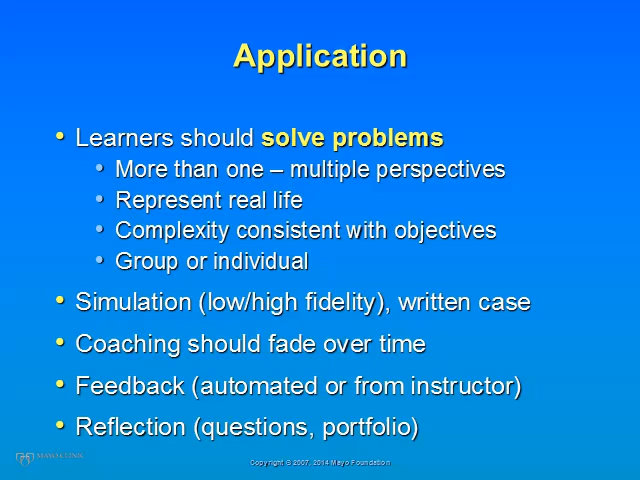 Application
• Learners should solve problems
• More than one – multiple perspectives
• Represent real life
• Complexity consistent with objectives
• Group or individual
• Simulation (low/high fidelity), written case
• Coaching should fade over time
• Feedback (automated or from instructor)
• Reflection (questions, portfolio)
MAYO CLINIC
Copyright © 2007, 2014 Mayo Foundation